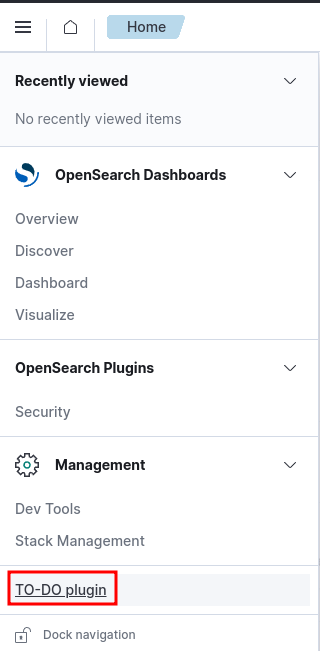 Home
Recently viewed
No recently viewed items
OpenSearch Dashboards
Overview
Discover
Dashboard
Visualize
OpenSearch Plugins
Security
Management
Dev Tools
Stack Management
TO-DO plugin
Dock navigation